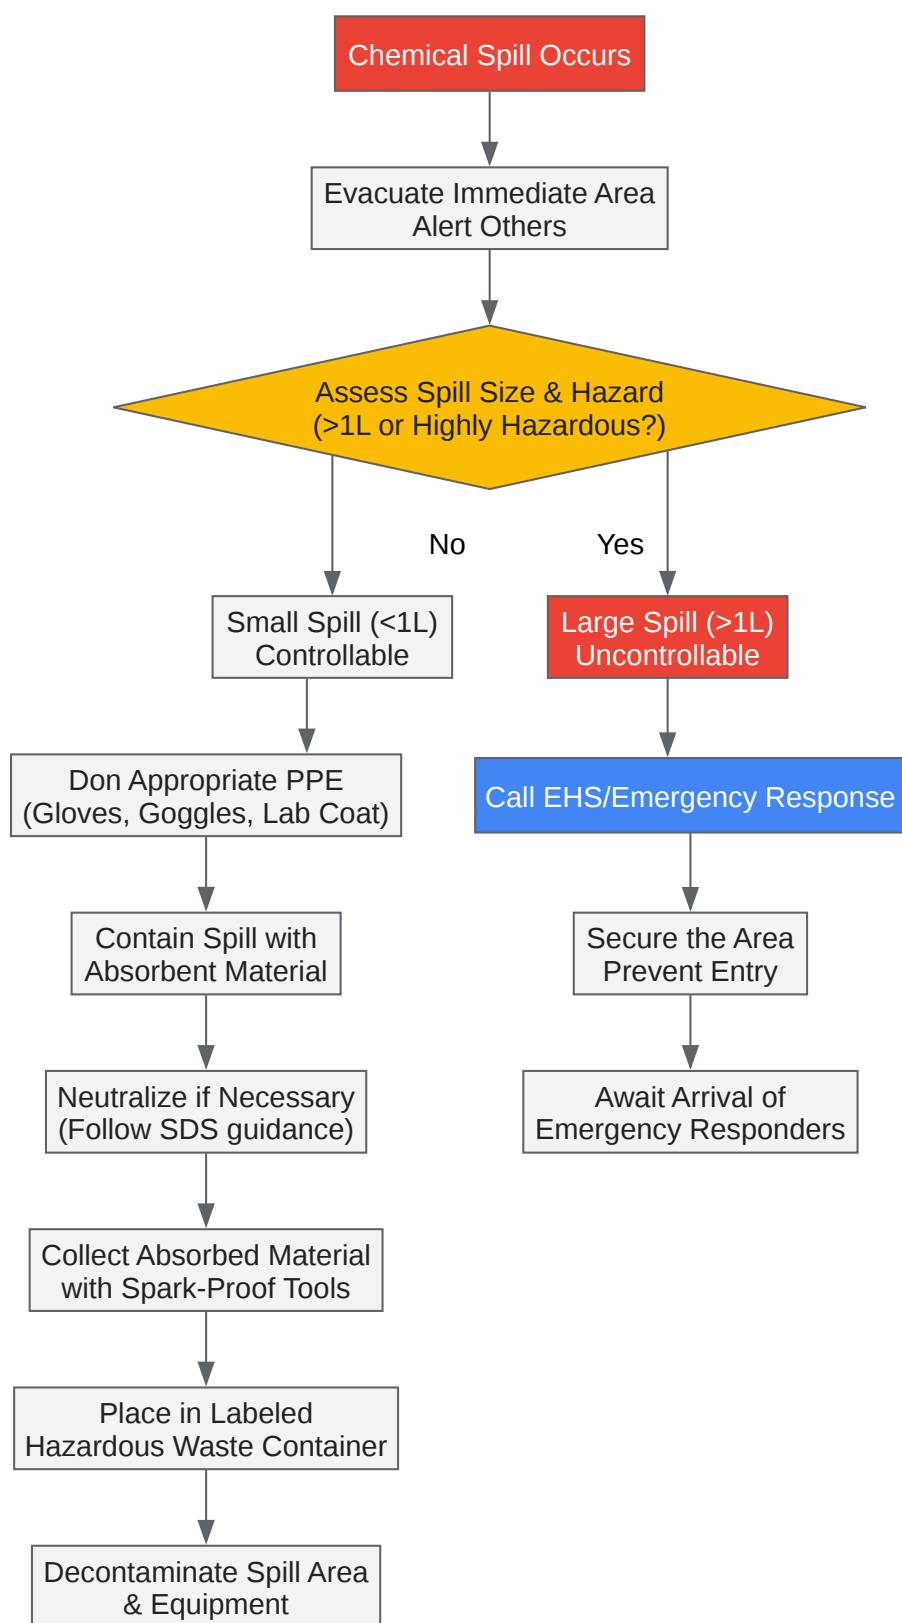 Chemical Spill Occurs
Evacuate Immediate Area
Alert Others
Assess Spill Size & Hazard
(>1L or Highly Hazardous?)
No
Yes
Small Spill (<1L)
Controllable
Large Spill (>1L)
Uncontrollable
Don Appropriate PPE
(Gloves, Goggles, Lab Coat)
Call EHS/Emergency Response
Contain Spill with
Absorbent Material
Secure the Area
Prevent Entry
Neutralize if Necessary
(Follow SDS guidance)
Await Arrival of
Emergency Responders
Collect Absorbed Material
with Spark-Proof Tools
Place in Labeled
Hazardous Waste Container
Decontaminate Spill Area
& Equipment